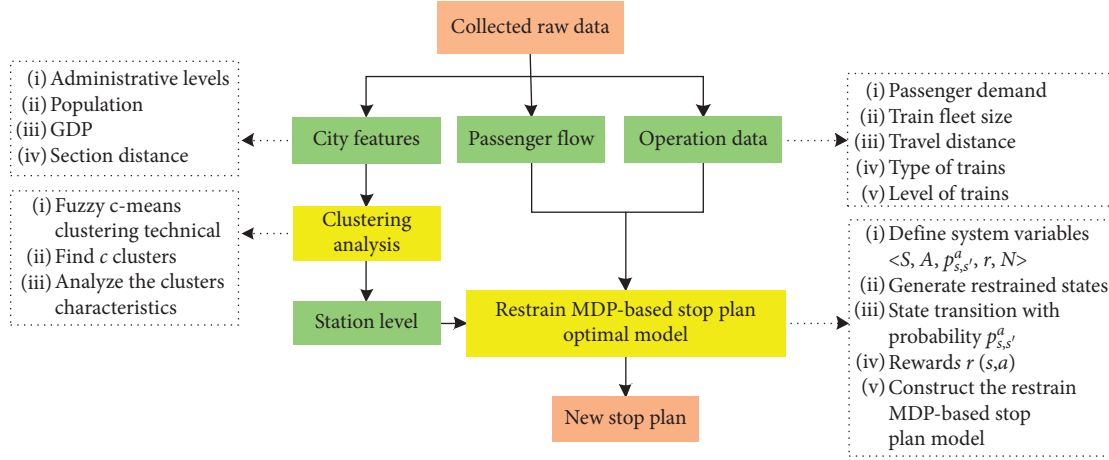 Collected raw data
(i) Administrative levels
(ii) Population
(iii) GDP
(iv) Section distance
City features
Passenger flow
Operation data
(i) Passenger demand
(ii) Train fleet size
(iii) Travel distance
(iv) Type of trains
(v) Level of trains
(i) Fuzzy c-means
clustering technical
(ii) Find c clusters
(iii) Analyze the clusters
characteristics
Clustering
analysis
Station level
Restrain MDP-based stop plan
optimal model
(i) Define system variables
<S, A, p^a_{s,s′}, r, N>
(ii) Generate restrained states
(iii) State transition with
probability p^a_{s,s′}
(iv) Rewards r (s,a)
(v) Construct the restrain
MDP-based stop
plan model
New stop plan